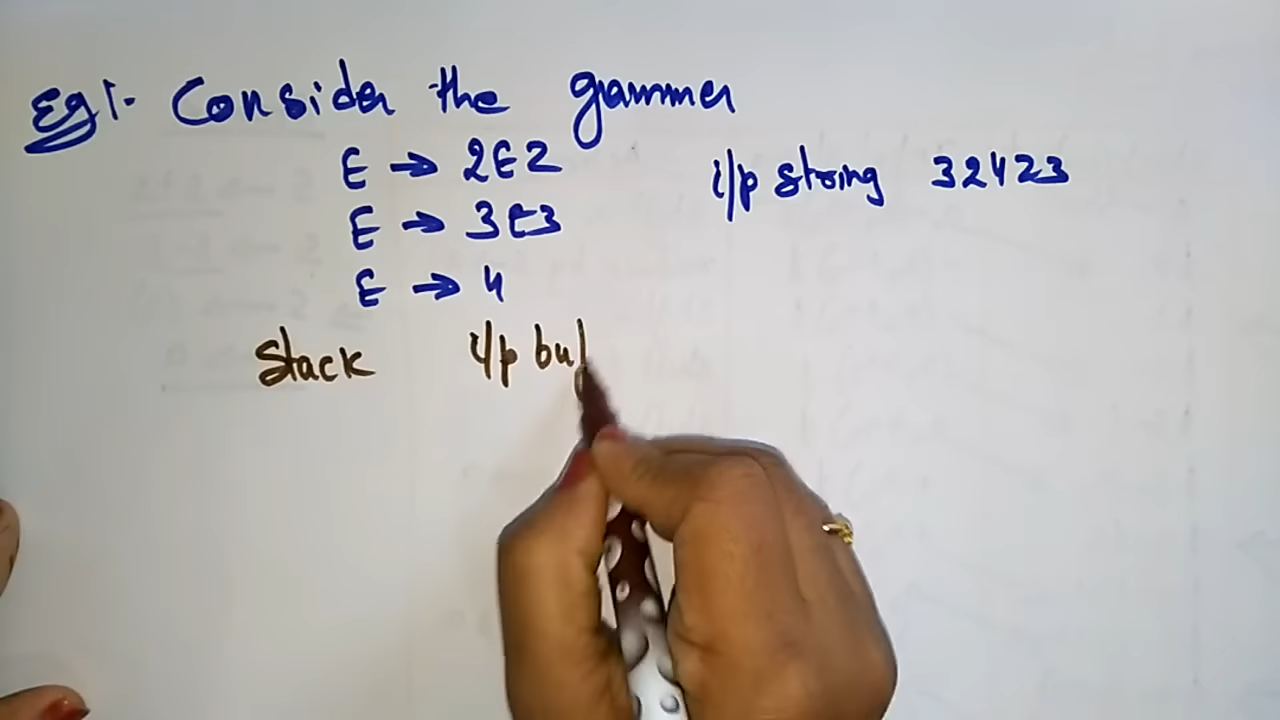 Eg1:- Consider the grammer
E → 2E2
i/p string 32423
E → 3E3
E → 4
Stack i/p buf